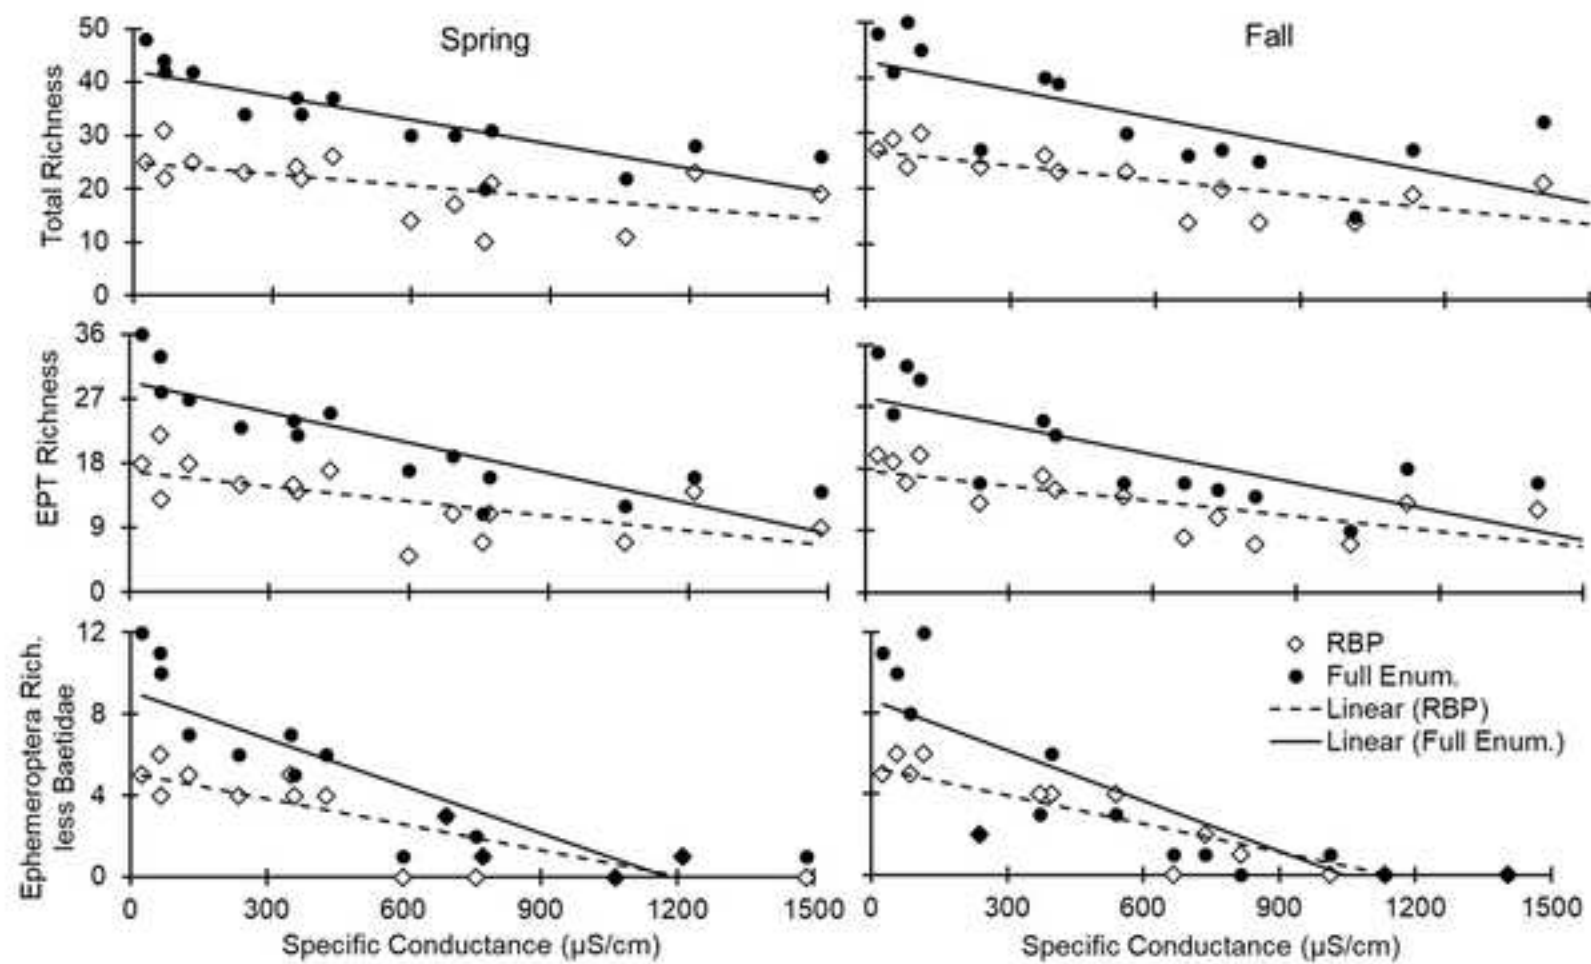 Spring
Fall
Total Richness
50
40
30
20
10
0
EPT Richness
36
27
18
9
0
Ephemeroptera Rich.
less Baetidae
12
8
4
0
RBP
Full Enum.
Linear (RBP)
Linear (Full Enum.)
0 300 600 900 1200 1500
0 300 600 900 1200 1500
Specific Conductance (µS/cm)
Specific Conductance (µS/cm)